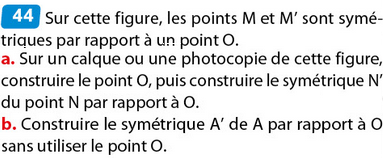 44 Sur cette figure, les points M et M’ sont symé-
triques par rapport à un point O.
a. Sur un calque ou une photocopie de cette figure,
construire le point O, puis construire le symétrique N’
du point N par rapport à O.
b. Construire le symétrique A’ de A par rapport à O
sans utiliser le point O.